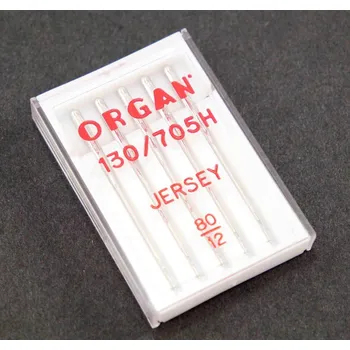 ORGAN
130/705H
JERSEY
80
12